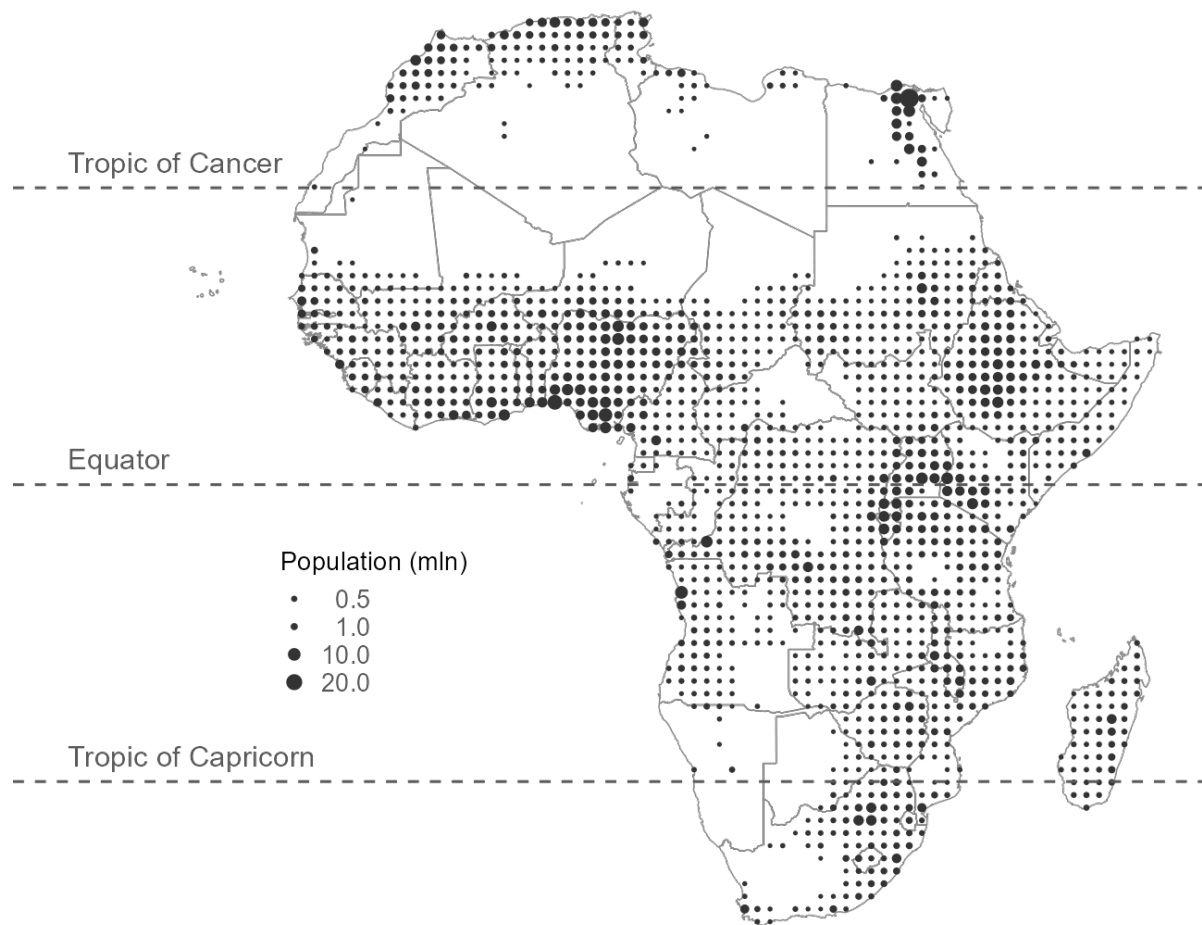 Tropic of Cancer
Equator
Population (mln)
0.5
1.0
10.0
20.0
Tropic of Capricorn